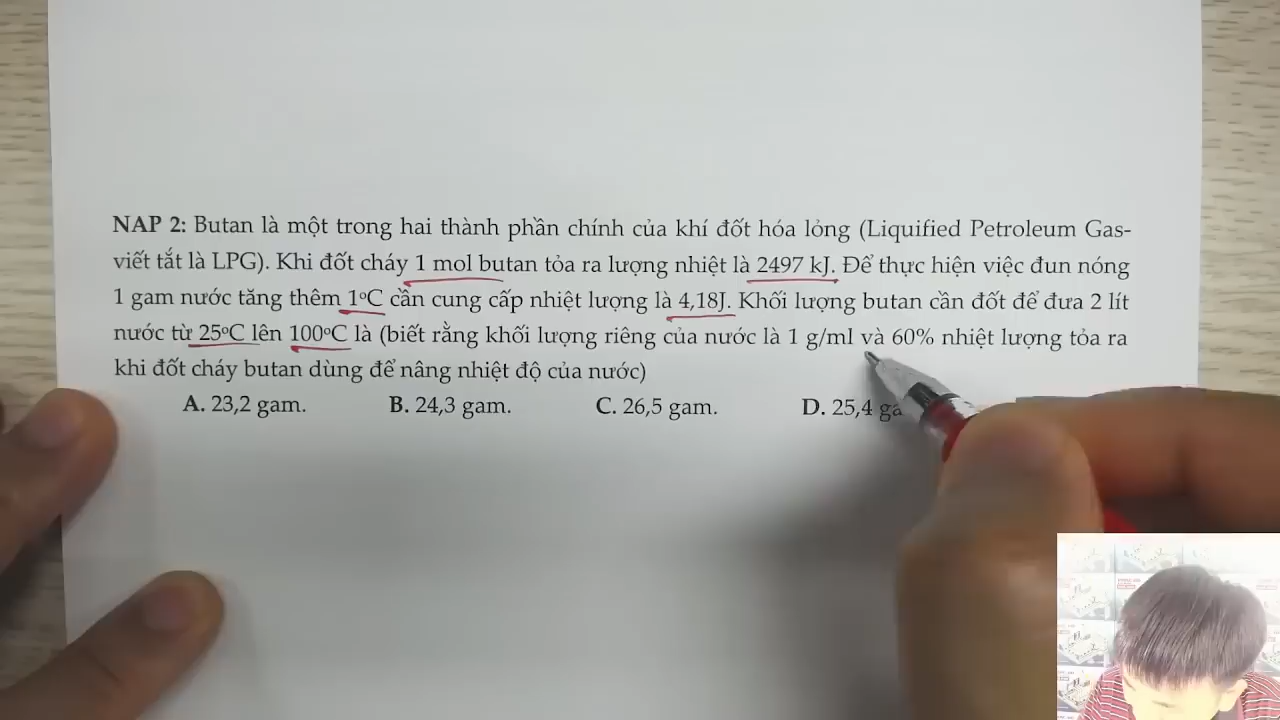 NAP 2: Butan là một trong hai thành phần chính của khí đốt hóa lỏng (Liquified Petroleum Gas-
viết tắt là LPG). Khi đốt cháy 1 mol butan tỏa ra lượng nhiệt là 2497 kJ. Để thực hiện việc đun nóng
1 gam nước tăng thêm 1°C cần cung cấp nhiệt lượng là 4,18J. Khối lượng butan cần đốt để đưa 2 lít
nước từ 25°C lên 100°C là (biết rằng khối lượng riêng của nước là 1 g/ml và 60% nhiệt lượng tỏa ra
khi đốt cháy butan dùng để nâng nhiệt độ của nước)
A. 23,2 gam. B. 24,3 gam. C. 26,5 gam. D. 25,4